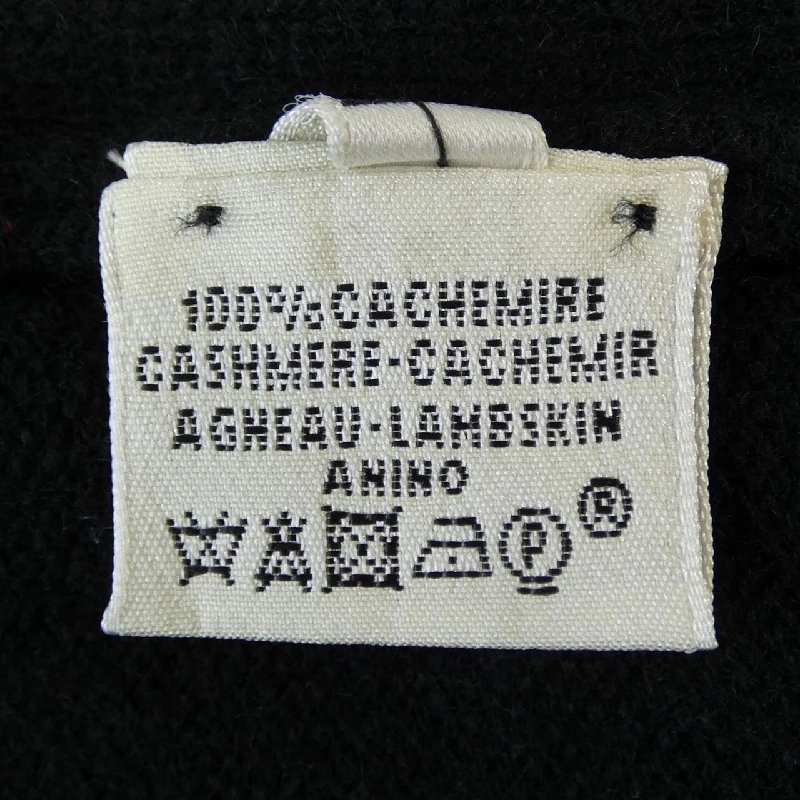 100% CACHEMIRE
CASHMERE·CACHEMIR
AGNEAU·LAMBSKIN
ANINO
P ®